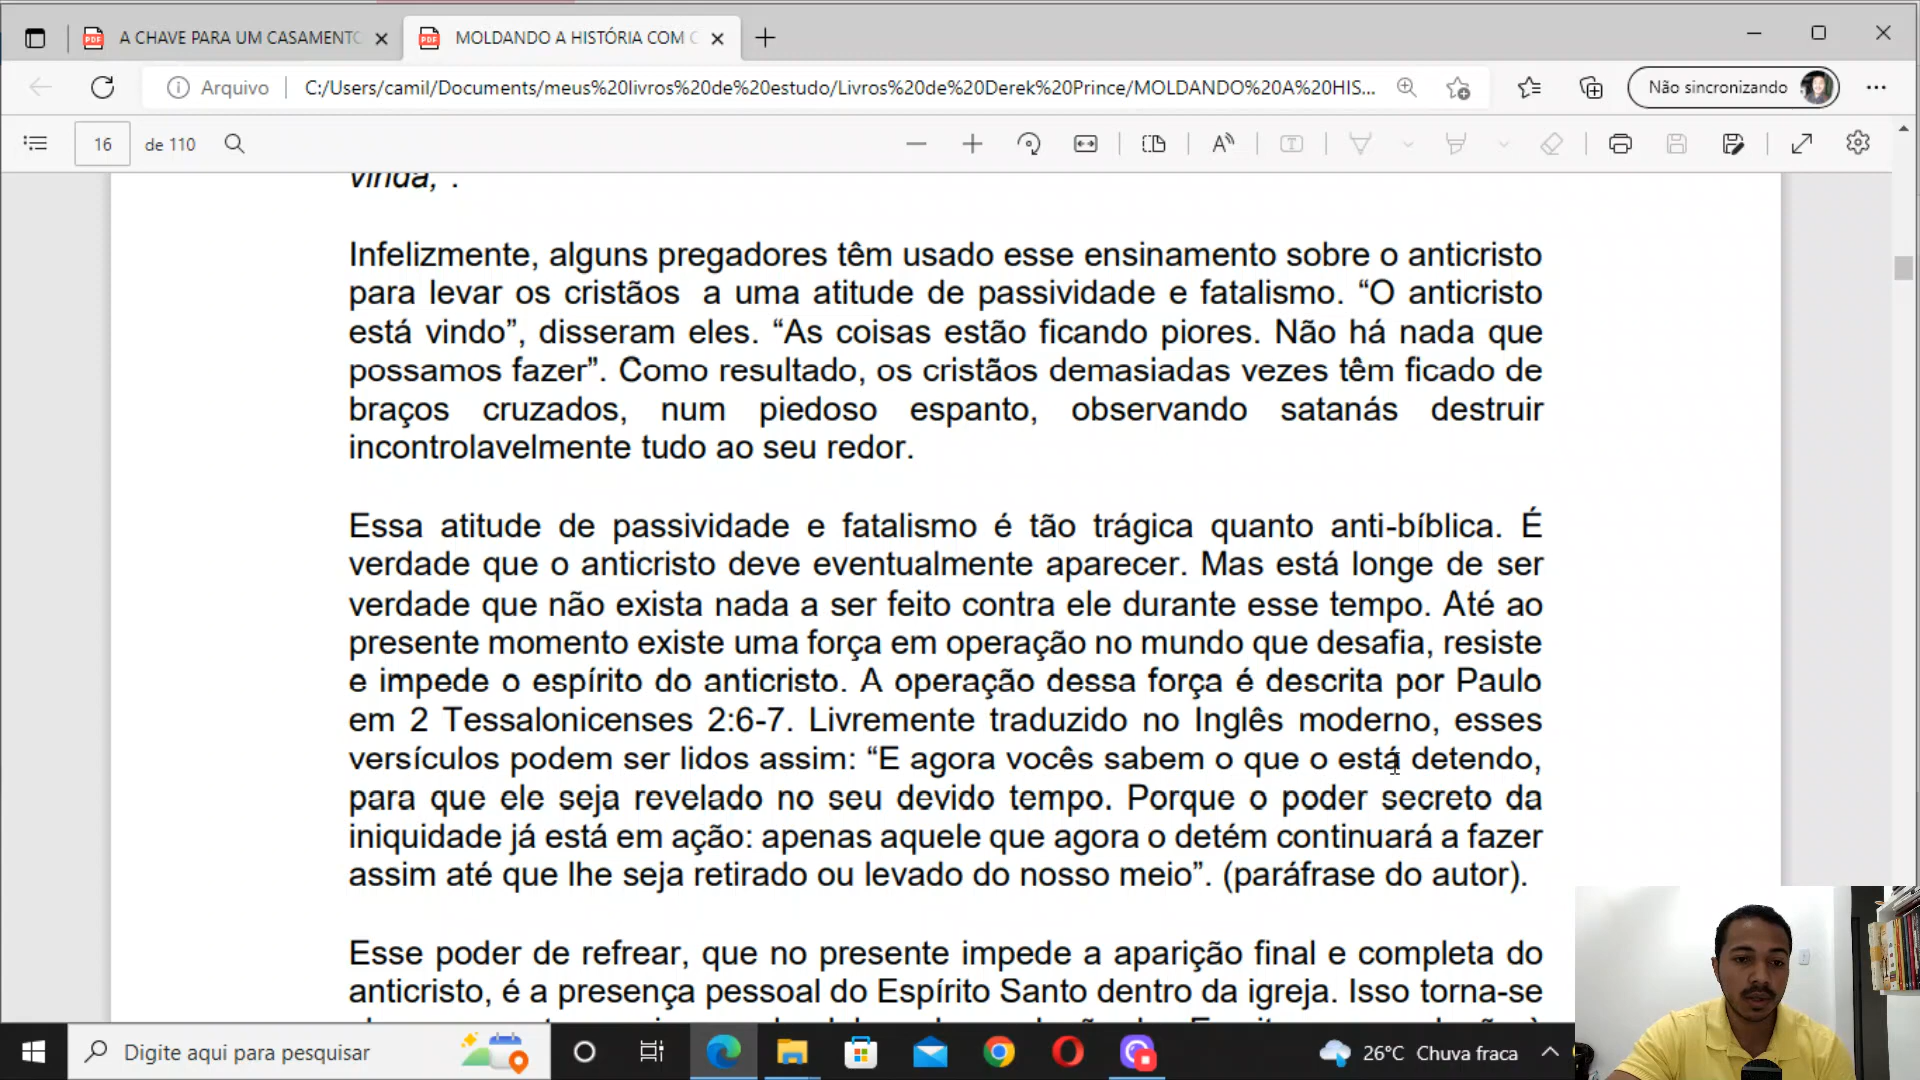 A CHAVE PARA UM CASAMENTO
MOLDANDO A HISTÓRIA COM
Arquivo
C:/Users/camil/Documents/meus%20livros%20de%20estudo/Livros%20de%20Derek%20Prince/MOLDANDO%20A%20HIS...
Não sincronizando
16
de 110
vinda, .
Infelizmente, alguns pregadores têm usado esse ensinamento sobre o anticristo
para levar os cristãos a uma atitude de passividade e fatalismo. “O anticristo
está vindo”, disseram eles. “As coisas estão ficando piores. Não há nada que
possamos fazer”. Como resultado, os cristãos demasiadas vezes têm ficado de
braços cruzados, num piedoso espanto, observando satanás destruir
incontrolavelmente tudo ao seu redor.
Essa atitude de passividade e fatalismo é tão trágica quanto anti-bíblica. É
verdade que o anticristo deve eventualmente aparecer. Mas está longe de ser
verdade que não exista nada a ser feito contra ele durante esse tempo. Até ao
presente momento existe uma força em operação no mundo que desafia, resiste
e impede o espírito do anticristo. A operação dessa força é descrita por Paulo
em 2 Tessalonicenses 2:6-7. Livremente traduzido no Inglês moderno, esses
versículos podem ser lidos assim: “E agora vocês sabem o que o está detendo,
para que ele seja revelado no seu devido tempo. Porque o poder secreto da
iniquidade já está em ação: apenas aquele que agora o detém continuará a fazer
assim até que lhe seja retirado ou levado do nosso meio”. (paráfrase do autor).
Esse poder de refrear, que no presente impede a aparição final e completa do
anticristo, é a presença pessoal do Espírito Santo dentro da igreja. Isso torna-se
Digite aqui para pesquisar
26°C Chuva fraca